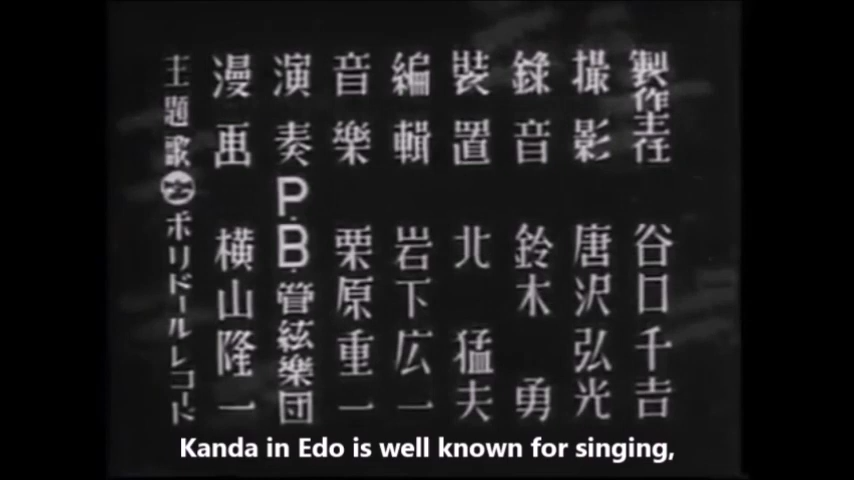 製作主任 谷口千吉
撮影 唐沢弘光
錄音 鈴木勇
裝置 北猛夫
編輯 岩下広一
音樂 栗原重一
演奏 P.B.管絃樂団
漫画 横山隆一
主題歌 ポリドールレコード
Kanda in Edo is well known for singing,